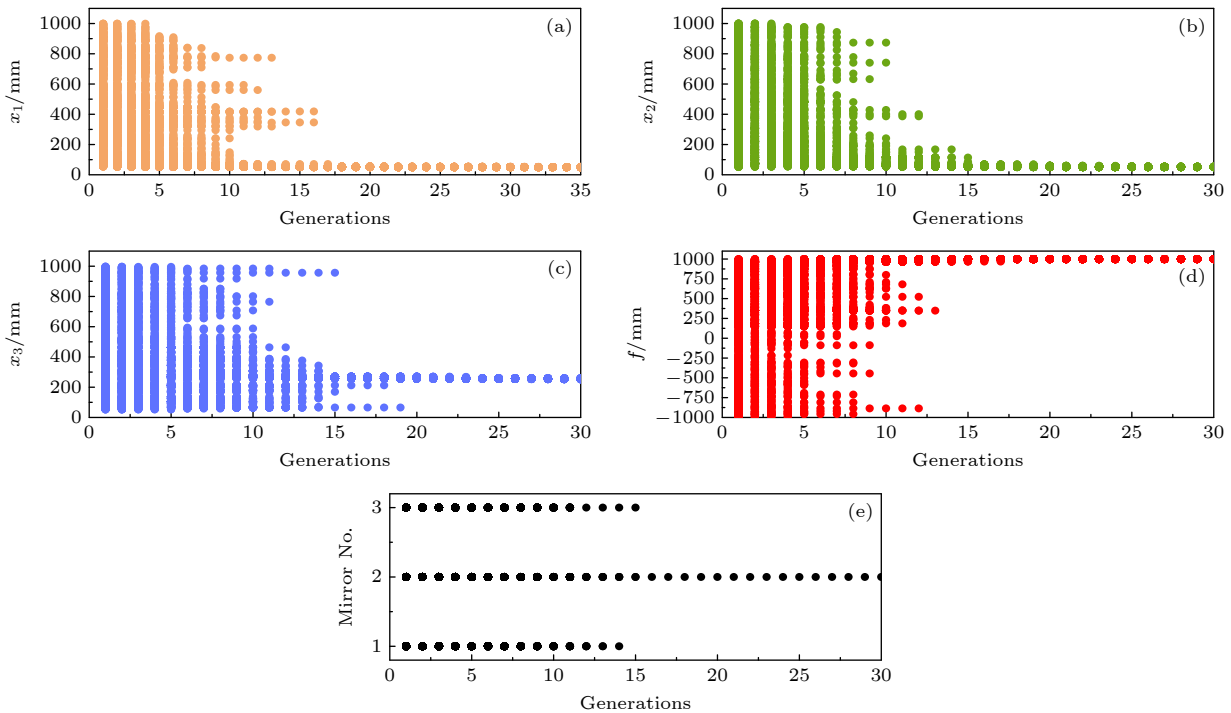 (a)
x₁/mm
1000
800
600
400
200
0
0 5 10 15 20 25 30 35
Generations
(b)
x₂/mm
1000
800
600
400
200
0
0 5 10 15 20 25 30
Generations
(c)
x₃/mm
1000
800
600
400
200
0
0 5 10 15 20 25 30
Generations
(d)
f/mm
1000
750
500
250
0
−250
−500
−750
−1000
0 5 10 15 20 25 30
Generations
(e)
Mirror No.
3
2
1
0 5 10 15 20 25 30
Generations